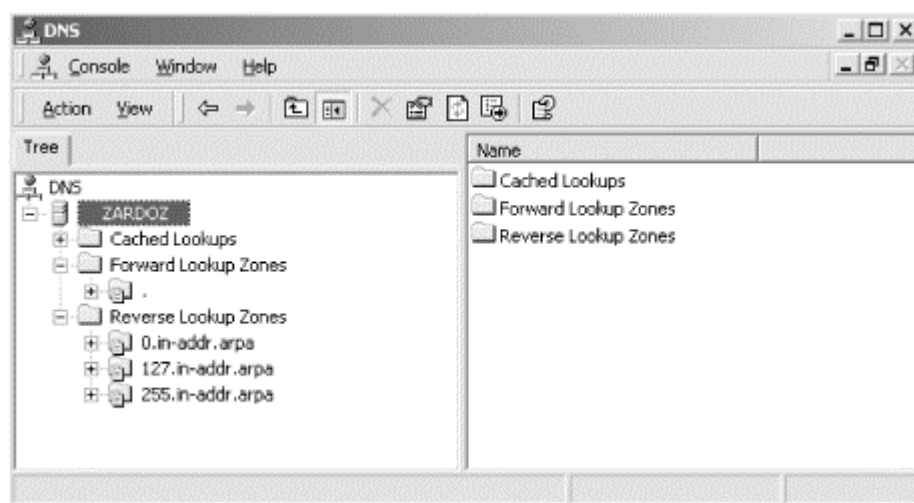 DNS
Console Window Help
Action View
Tree
DNS
ZARDOZ
Cached Lookups
Forward Lookup Zones
.
Reverse Lookup Zones
0.in-addr.arpa
127.in-addr.arpa
255.in-addr.arpa
Name
Cached Lookups
Forward Lookup Zones
Reverse Lookup Zones